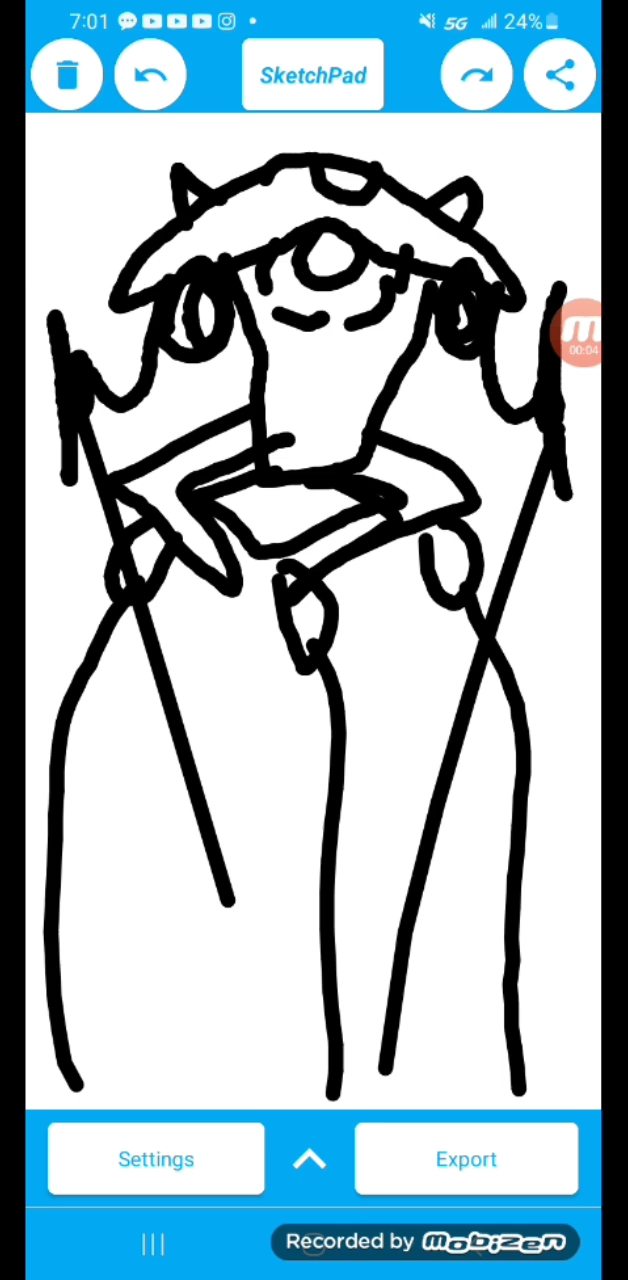 7:01 5G 24%
SketchPad
00:04
Settings Export
Recorded by Mobizen